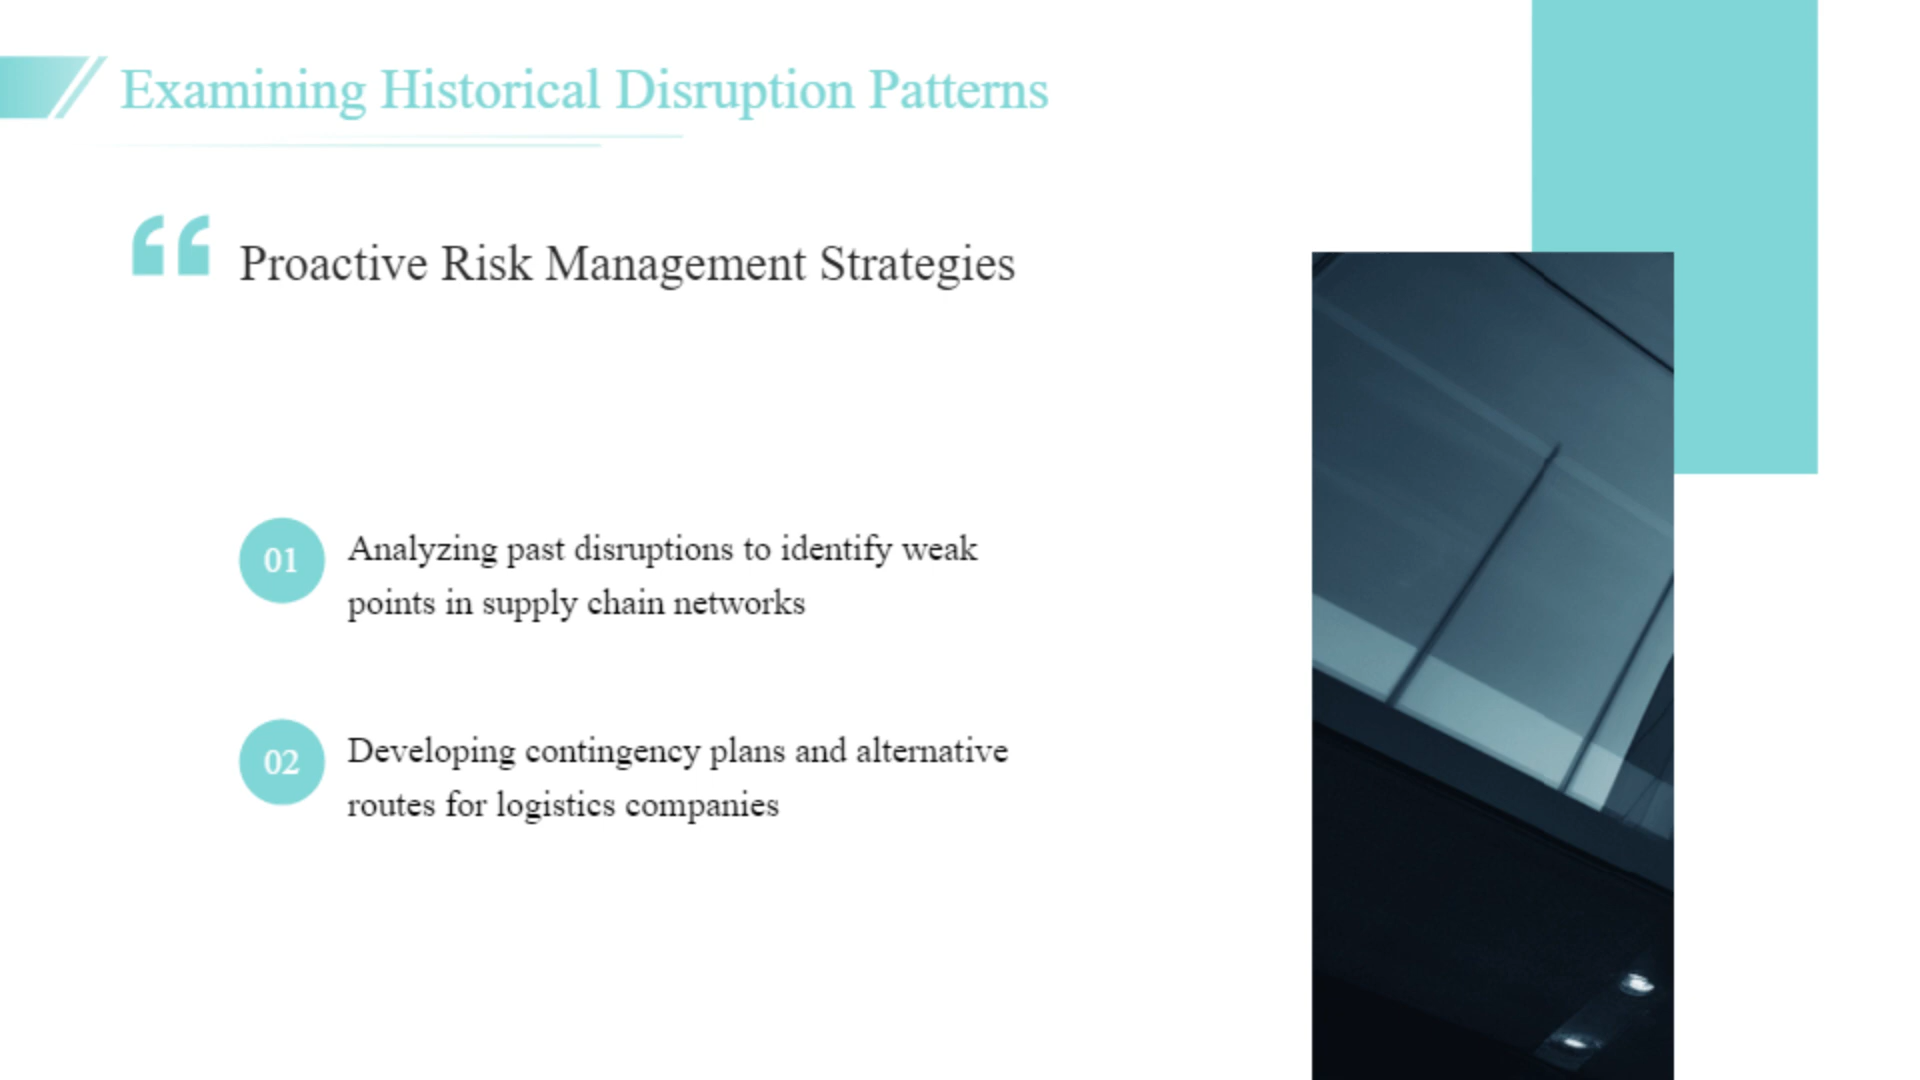 Examining Historical Disruption Patterns
Proactive Risk Management Strategies
01
Analyzing past disruptions to identify weak
points in supply chain networks
02
Developing contingency plans and alternative
routes for logistics companies